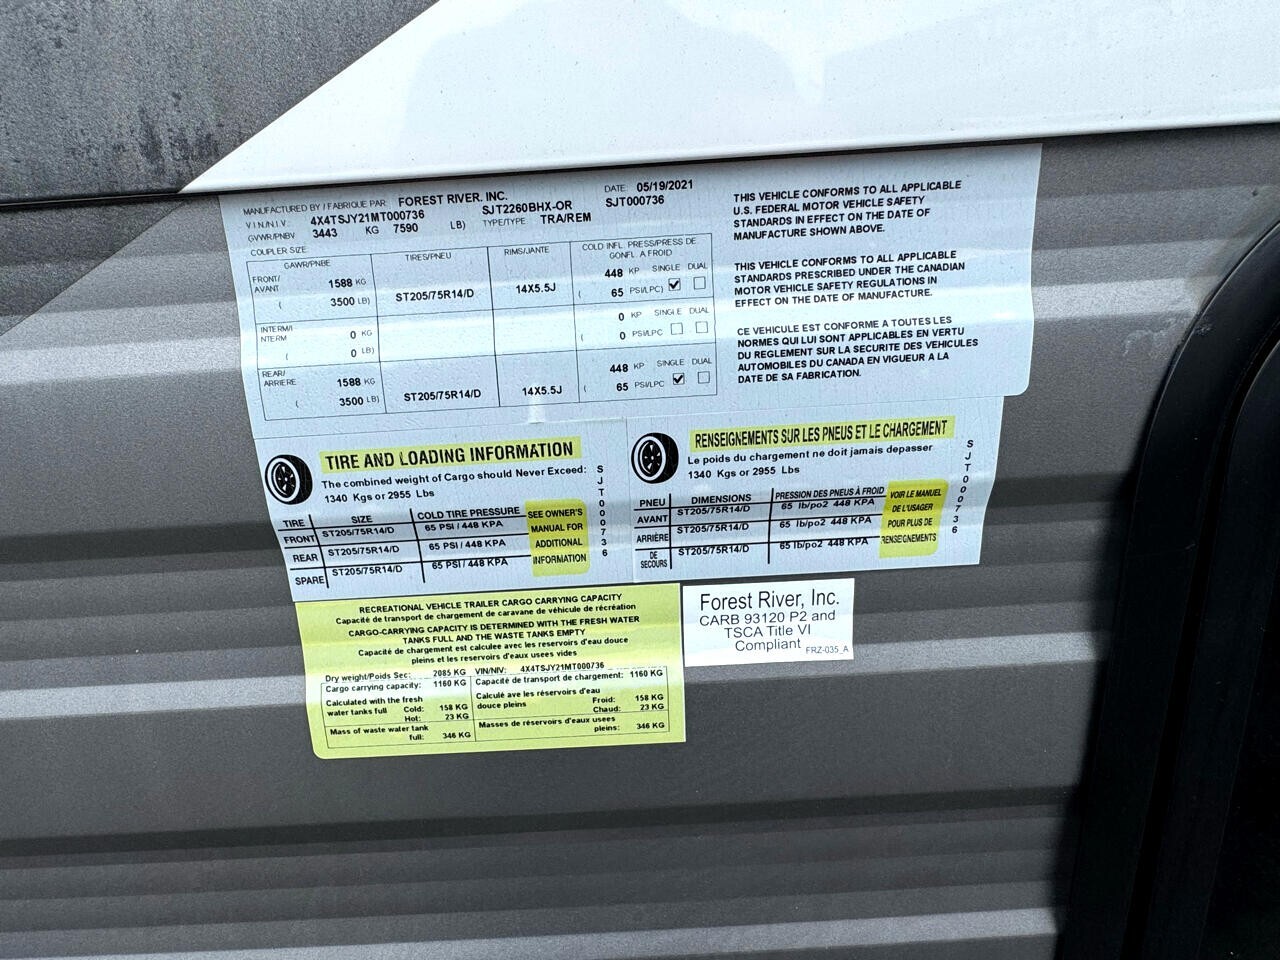 MANUFACTURED BY / FABRIQUE PAR: FOREST RIVER, INC. DATE: 05/19/2021
V.I.N/N.I.V.: 4X4TSJY21MT000736 SJT2260BHX-OR SJT000736
GVWR/PNBV 3443 KG 7590 LB) TYPE/TYPE: TRA/REM
COUPLER SIZE:
GAWR/PNBE TIRES/PNEU RIMS/JANTE COLD INFL. PRESS/PRESS DE GONFL. A FROID
FRONT/ AVANT 1588 KG 448 KP SINGLE DUAL
( 3500 LB) ST205/75R14/D 14X5.5J ( 65 PSI/LPC)
INTERM/I NTERM 0 KG 0 KP SINGLE DUAL
( 0 LB) ( 0 PSI/LPC
REAR/ ARRIERE 1588 KG 448 KP SINGLE DUAL
( 3500 LB) ST205/75R14/D 14X5.5J ( 65 PSI/LPC
THIS VEHICLE CONFORMS TO ALL APPLICABLE
U.S. FEDERAL MOTOR VEHICLE SAFETY
STANDARDS IN EFFECT ON THE DATE OF
MANUFACTURE SHOWN ABOVE.
THIS VEHICLE CONFORMS TO ALL APPLICABLE
STANDARDS PRESCRIBED UNDER THE CANADIAN
MOTOR VEHICLE SAFETY REGULATIONS IN
EFFECT ON THE DATE OF MANUFACTURE.
CE VEHICULE EST CONFORME A TOUTES LES
NORMES QUI LUI SONT APPLICABLES EN VERTU
DU REGLEMENT SUR LA SECURITE DES VEHICULES
AUTOMOBILES DU CANADA EN VIGUEUR A LA
DATE DE SA FABRICATION.
TIRE AND LOADING INFORMATION
The combined weight of Cargo should Never Exceed:
1340 Kgs or 2955 Lbs
TIRE SIZE COLD TIRE PRESSURE
FRONT ST205/75R14/D 65 PSI / 448 KPA
REAR ST205/75R14/D 65 PSI / 448 KPA
SPARE ST205/75R14/D 65 PSI / 448 KPA
SEE OWNER'S
MANUAL FOR
ADDITIONAL
INFORMATION
SJT000736
RENSEIGNEMENTS SUR LES PNEUS ET LE CHARGEMENT
Le poids du chargement ne doit jamais depasser
1340 Kgs or 2955 Lbs
PNEU DIMENSIONS PRESSION DES PNEUS À FROID
AVANT ST205/75R14/D 65 lb/po2 448 KPA
ARRIÈRE ST205/75R14/D 65 lb/po2 448 KPA
DE SECOURS ST205/75R14/D 65 lb/po2 448 KPA
VOIR LE MANUEL
DE L'USAGER
POUR PLUS DE
RENSEIGNEMENTS
SJT000736
RECREATIONAL VEHICLE TRAILER CARGO CARRYING CAPACITY
Capacité de transport de chargement de caravane de véhicule de récréation
CARGO-CARRYING CAPACITY IS DETERMINED WITH THE FRESH WATER
TANKS FULL AND THE WASTE TANKS EMPTY
Capacité de chargement est calculee avec les reservoirs d'eau douce
pleins et les reservoirs d'eaux usees vides
Dry weight/Poids Sec: 2085 KG VIN/NIV: 4X4TSJY21MT000736
Cargo carrying capacity: 1160 KG Capacité de transport de chargement: 1160 KG
Calculated with the fresh water tanks full Cold: 158 KG
Hot: 23 KG
Calculé ave les réservoirs d'eau douce pleins Froid: 158 KG
Chaud: 23 KG
Mass of waste water tank full: 346 KG Masses de réservoirs d'eaux usees pleins: 346 KG
Forest River, Inc.
CARB 93120 P2 and
TSCA Title VI
Compliant FRZ-035_A